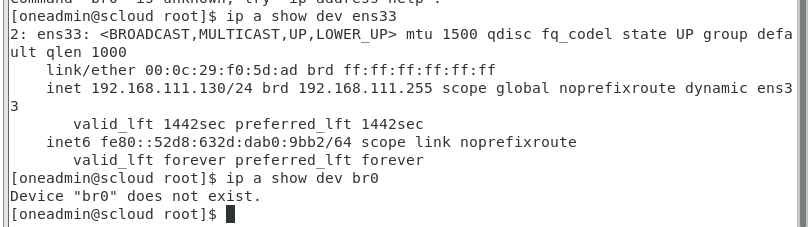 command "br0" is unknown, try "ip address help".
[oneadmin@scloud root]$ ip a show dev ens33
2: ens33: <BROADCAST,MULTICAST,UP,LOWER_UP> mtu 1500 qdisc fq_codel state UP group defa
ult qlen 1000
    link/ether 00:0c:29:f0:5d:ad brd ff:ff:ff:ff:ff:ff
    inet 192.168.111.130/24 brd 192.168.111.255 scope global noprefixroute dynamic ens3
3
       valid_lft 1442sec preferred_lft 1442sec
    inet6 fe80::52d8:632d:dab0:9bb2/64 scope link noprefixroute
       valid_lft forever preferred_lft forever
[oneadmin@scloud root]$ ip a show dev br0
Device "br0" does not exist.
[oneadmin@scloud root]$